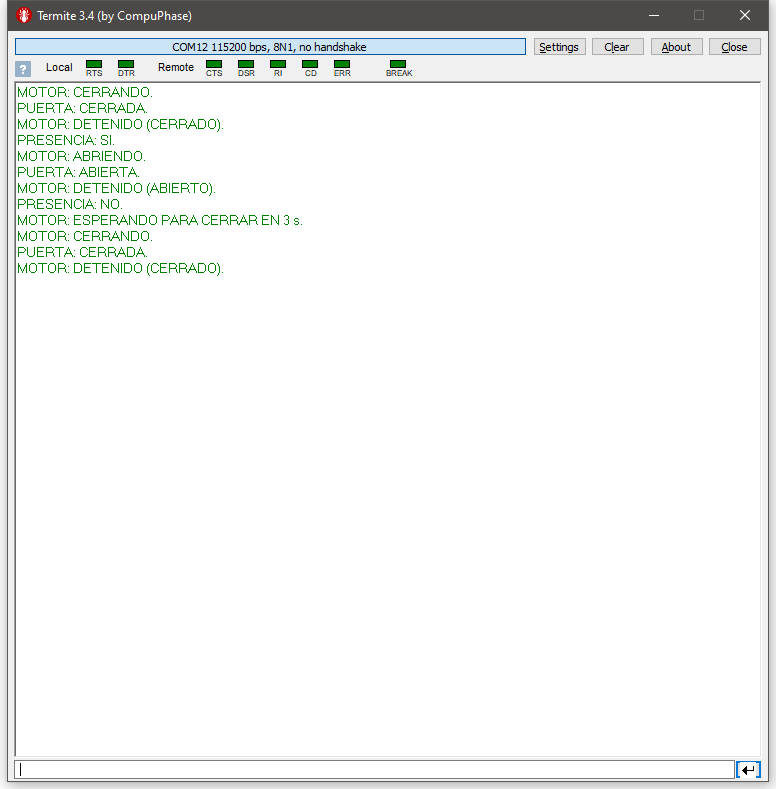 Termite 3.4 (by CompuPhase)
COM12 115200 bps, 8N1, no handshake
Settings
Clear
About
Close
?
Local
RTS
DTR
Remote
CTS
DSR
RI
CD
ERR
BREAK
MOTOR: CERRANDO.
PUERTA: CERRADA.
MOTOR: DETENIDO (CERRADO).
PRESENCIA: SI.
MOTOR: ABRIENDO.
PUERTA: ABIERTA.
MOTOR: DETENIDO (ABIERTO).
PRESENCIA: NO.
MOTOR: ESPERANDO PARA CERRAR EN 3 s.
MOTOR: CERRANDO.
PUERTA: CERRADA.
MOTOR: DETENIDO (CERRADO).